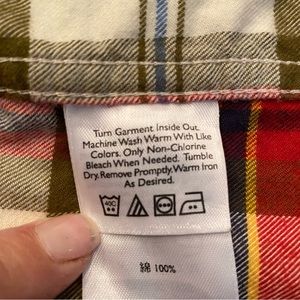 Turn Garment Inside Out,
Machine Wash Warm With Like
Colors. Only Non-Chlorine
Bleach When Needed. Tumble
Dry. Remove Promptly. Warm Iron
As Desired.
40C
綿 100%